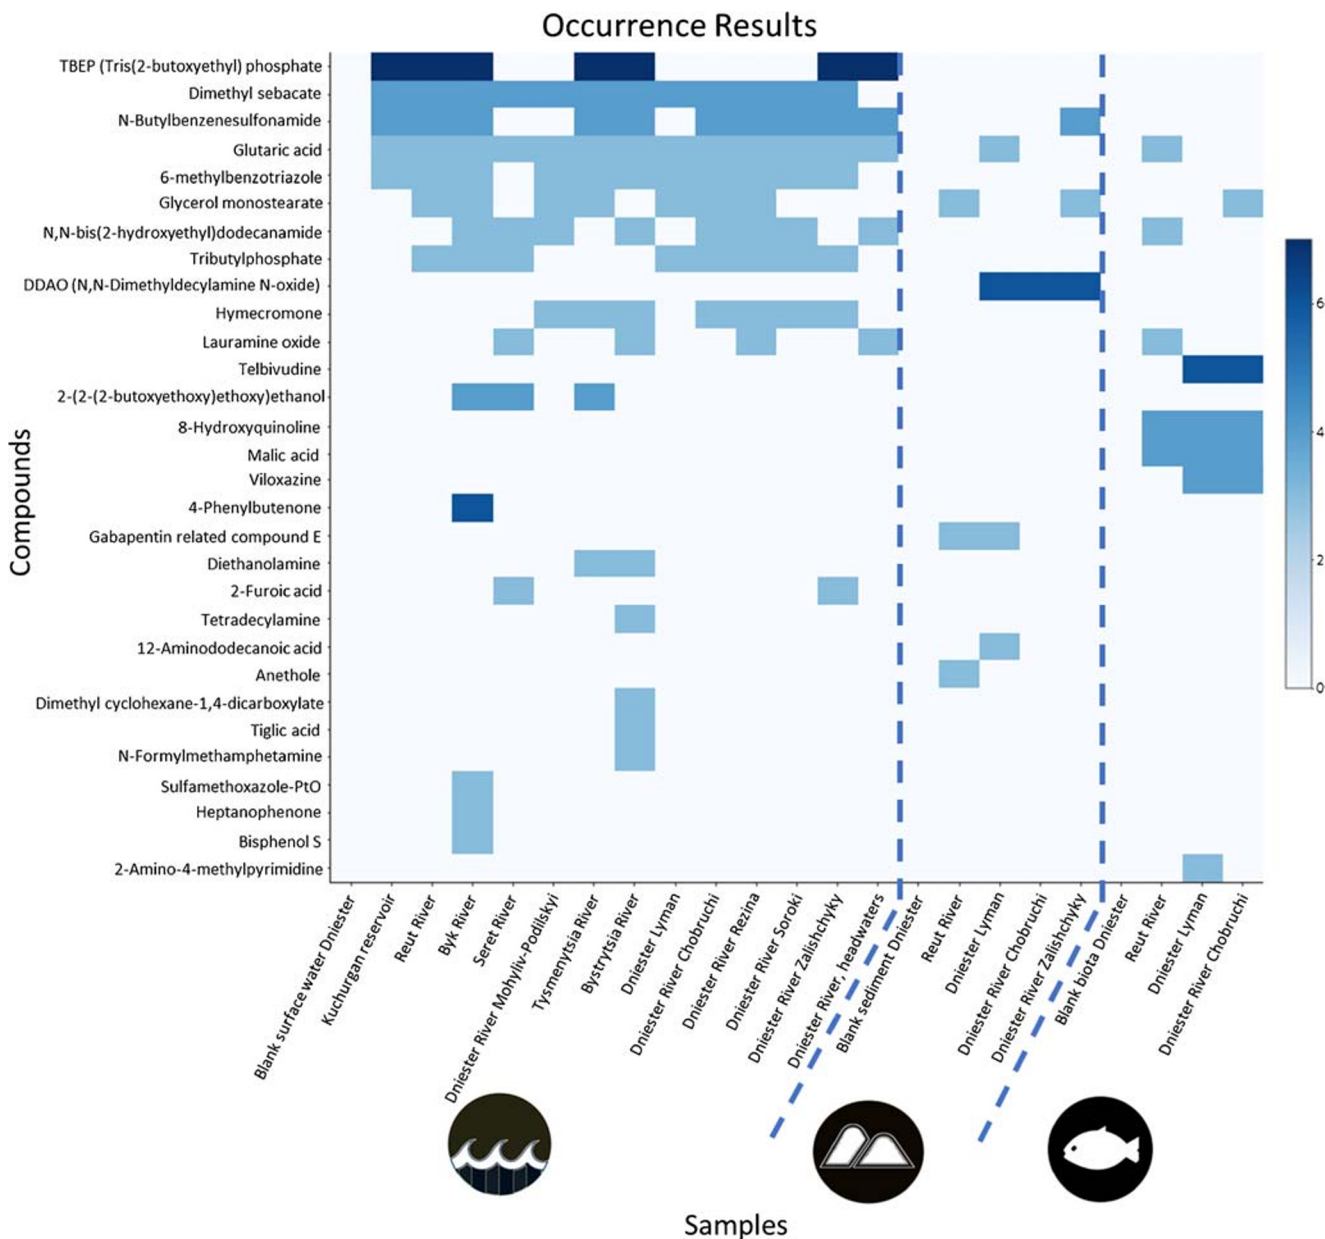 Occurrence Results
TBEP (Tris(2-butoxyethyl) phosphate
Dimethyl sebacate
N-Butylbenzenesulfonamide
Glutaric acid
6-methylbenzotriazole
Glycerol monostearate
N,N-bis(2-hydroxyethyl)dodecanamide
Tributylphosphate
DDAO (N,N-Dimethyldecylamine N-oxide)
Hymecromone
Lauramine oxide
Telbivudine
2-(2-(2-butoxyethoxy)ethoxy)ethanol
8-Hydroxyquinoline
Malic acid
Viloxazine
4-Phenylbutenone
Gabapentin related compound E
Diethanolamine
2-Furoic acid
Tetradecylamine
12-Aminododecanoic acid
Anethole
Dimethyl cyclohexane-1,4-dicarboxylate
Tiglic acid
N-Formylmethamphetamine
Sulfamethoxazole-PtO
Heptanophenone
Bisphenol S
2-Amino-4-methylpyrimidine
Compounds
6
4
2
0
Blank surface water Dniester
Kuchurgan reservoir
Reut River
Byk River
Seret River
Dniester River Mohyliv-Podilskyi
Tysmenytsia River
Bystrytsia River
Dniester Lyman
Dniester River Chobruchi
Dniester River Rezina
Dniester River Soroki
Dniester River Zalishchyky
Dniester River, headwaters
Blank sediment Dniester
Reut River
Dniester Lyman
Dniester River Chobruchi
Dniester River Zalishchyky
Blank biota Dniester
Reut River
Dniester Lyman
Dniester River Chobruchi
Samples